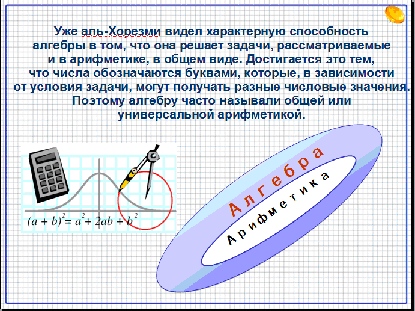 Уже аль-Хорезми видел характерную способность
алгебры в том, что она решает задачи, рассматриваемые
и в арифметике, в общем виде. Достигается это тем,
что числа обозначаются буквами, которые, в зависимости
от условия задачи, могут получать разные числовые значения.
Поэтому алгебру часто называли общей или
универсальной арифметикой.
Алгебра
Арифметика
(a + b)²= a²+ 2ab + b²